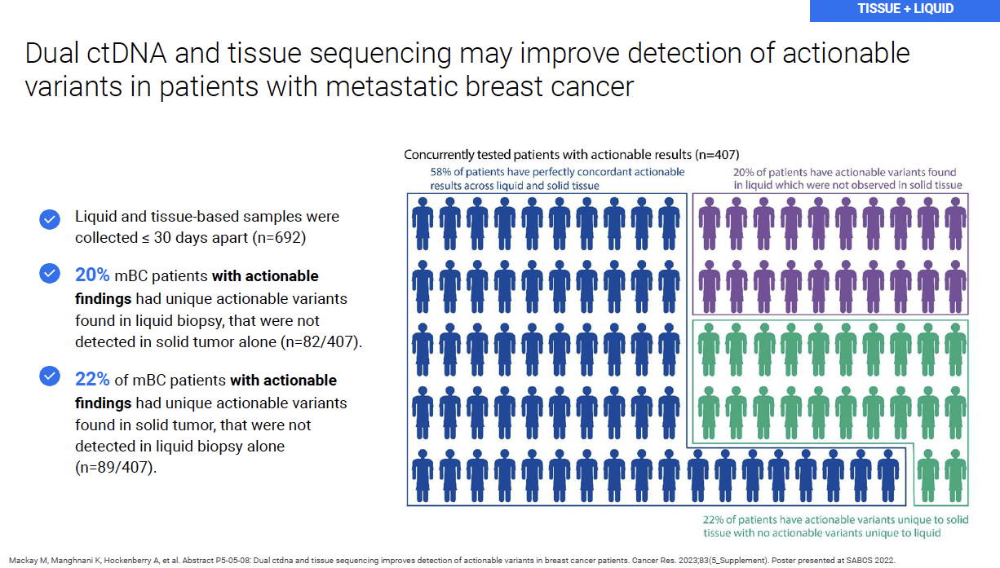 TISSUE + LIQUID
Dual ctDNA and tissue sequencing may improve detection of actionable
variants in patients with metastatic breast cancer
Liquid and tissue-based samples were
collected ≤ 30 days apart (n=692)
20% mBC patients with actionable
findings had unique actionable variants
found in liquid biopsy, that were not
detected in solid tumor alone (n=82/407).
22% of mBC patients with actionable
findings had unique actionable variants
found in solid tumor, that were not
detected in liquid biopsy alone
(n=89/407).
Concurrently tested patients with actionable results (n=407)
58% of patients have perfectly concordant actionable
results across liquid and solid tissue
20% of patients have actionable variants found
in liquid which were not observed in solid tissue
22% of patients have actionable variants unique to solid
tissue with no actionable variants unique to liquid
Mackay M, Manghnani K, Hockenberry A, et al. Abstract P5-05-08: Dual ctdna and tissue sequencing improves detection of actionable variants in breast cancer patients. Cancer Res. 2023;83(5_Supplement). Poster presented at SABCS 2022.